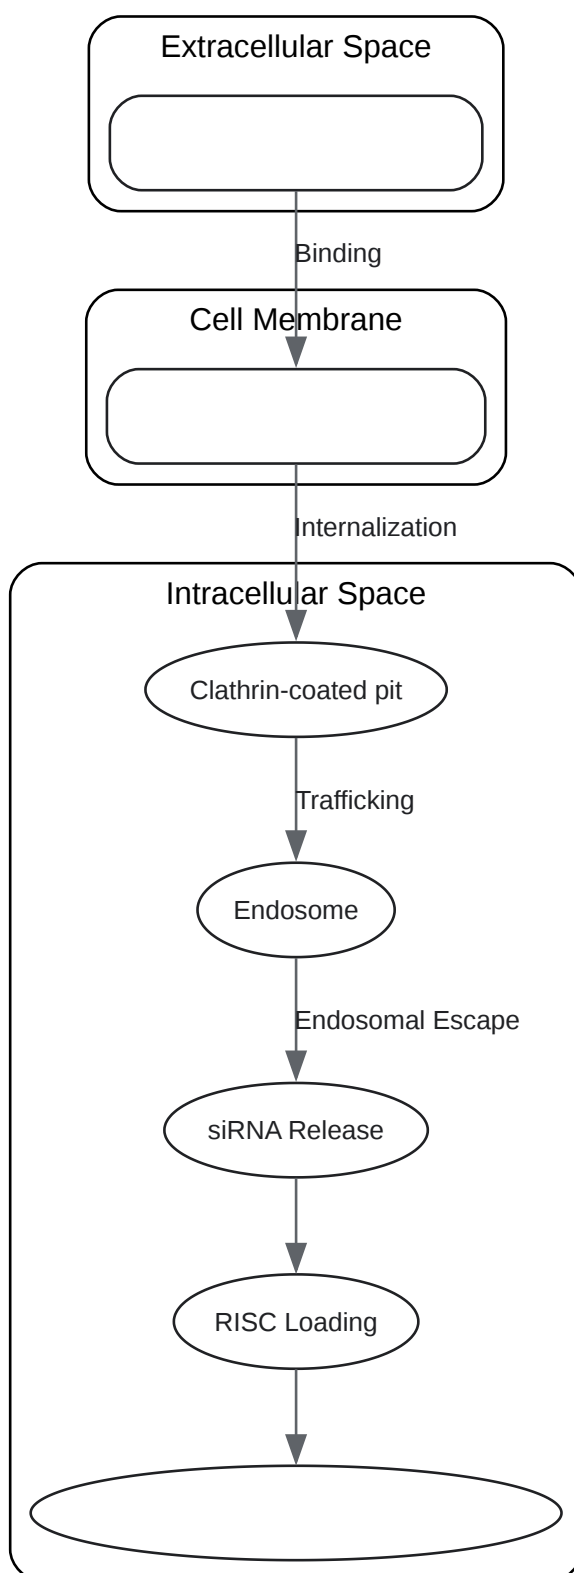 Extracellular Space
Binding
Cell Membrane
Internalization
Intracellular Space
Clathrin-coated pit
Trafficking
Endosome
Endosomal Escape
siRNA Release
RISC Loading